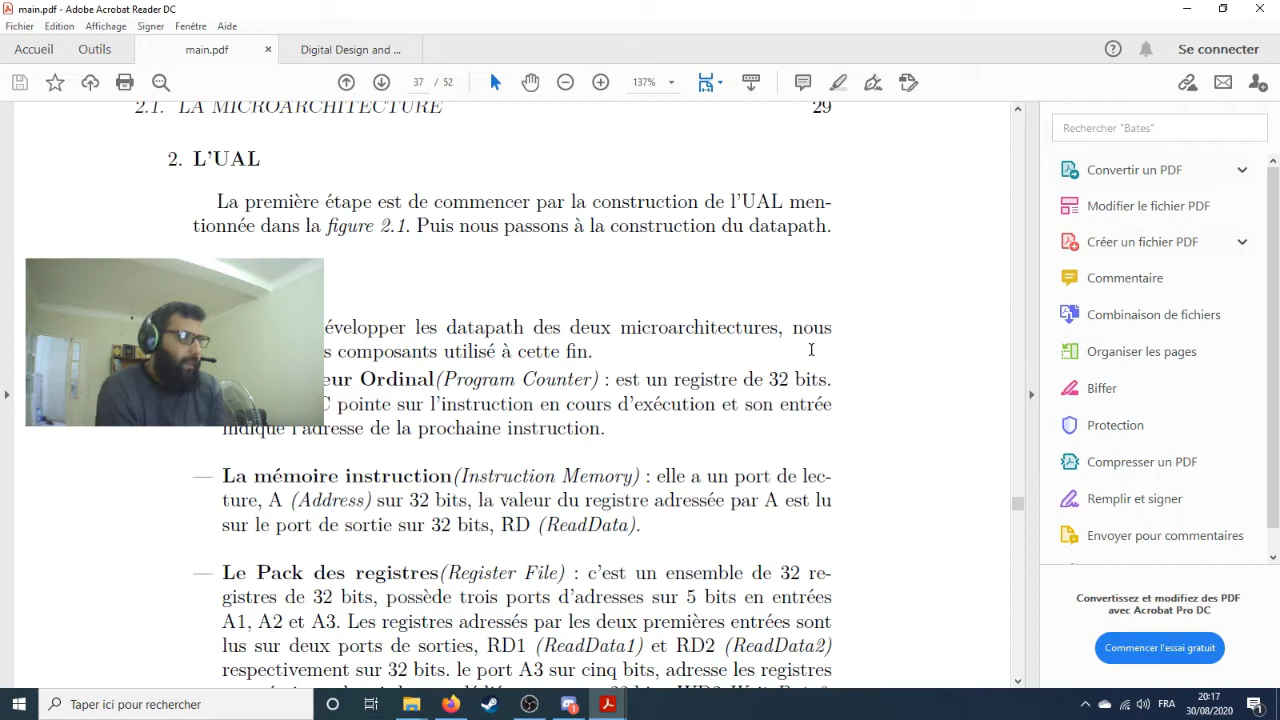 main.pdf - Adobe Acrobat Reader DC
Fichier Edition Affichage Signer Fenêtre Aide
Accueil Outils main.pdf × Digital Design and ...
? Se connecter
37 / 52 137%
2.1. LA MICROARCHITECTURE 29
2. L'UAL
La première étape est de commencer par la construction de l'UAL men-
tionnée dans la figure 2.1. Puis nous passons à la construction du datapath.
évelopper les datapath des deux microarchitectures, nous
s composants utilisé à cette fin.
eur Ordinal(Program Counter) : est un registre de 32 bits.
C pointe sur l'instruction en cours d'exécution et son entrée
indique l'adresse de la prochaine instruction.
— La mémoire instruction(Instruction Memory) : elle a un port de lec-
ture, A (Address) sur 32 bits, la valeur du registre adressée par A est lu
sur le port de sortie sur 32 bits, RD (ReadData).
— Le Pack des registres(Register File) : c'est un ensemble de 32 re-
gistres de 32 bits, possède trois ports d'adresses sur 5 bits en entrées
A1, A2 et A3. Les registres adressés par les deux premières entrées sont
lus sur deux ports de sorties, RD1 (ReadData1) et RD2 (ReadData2)
respectivement sur 32 bits. le port A3 sur cinq bits, adresse les registres
Rechercher "Bates"
Convertir un PDF
Modifier le fichier PDF
Créer un fichier PDF
Commentaire
Combinaison de fichiers
Organiser les pages
Biffer
Protection
Compresser un PDF
Remplir et signer
Envoyer pour commentaires
Convertissez et modifiez des PDF
avec Acrobat Pro DC
Commencer l'essai gratuit
Taper ici pour rechercher
FRA
20:17
30/08/2020
1